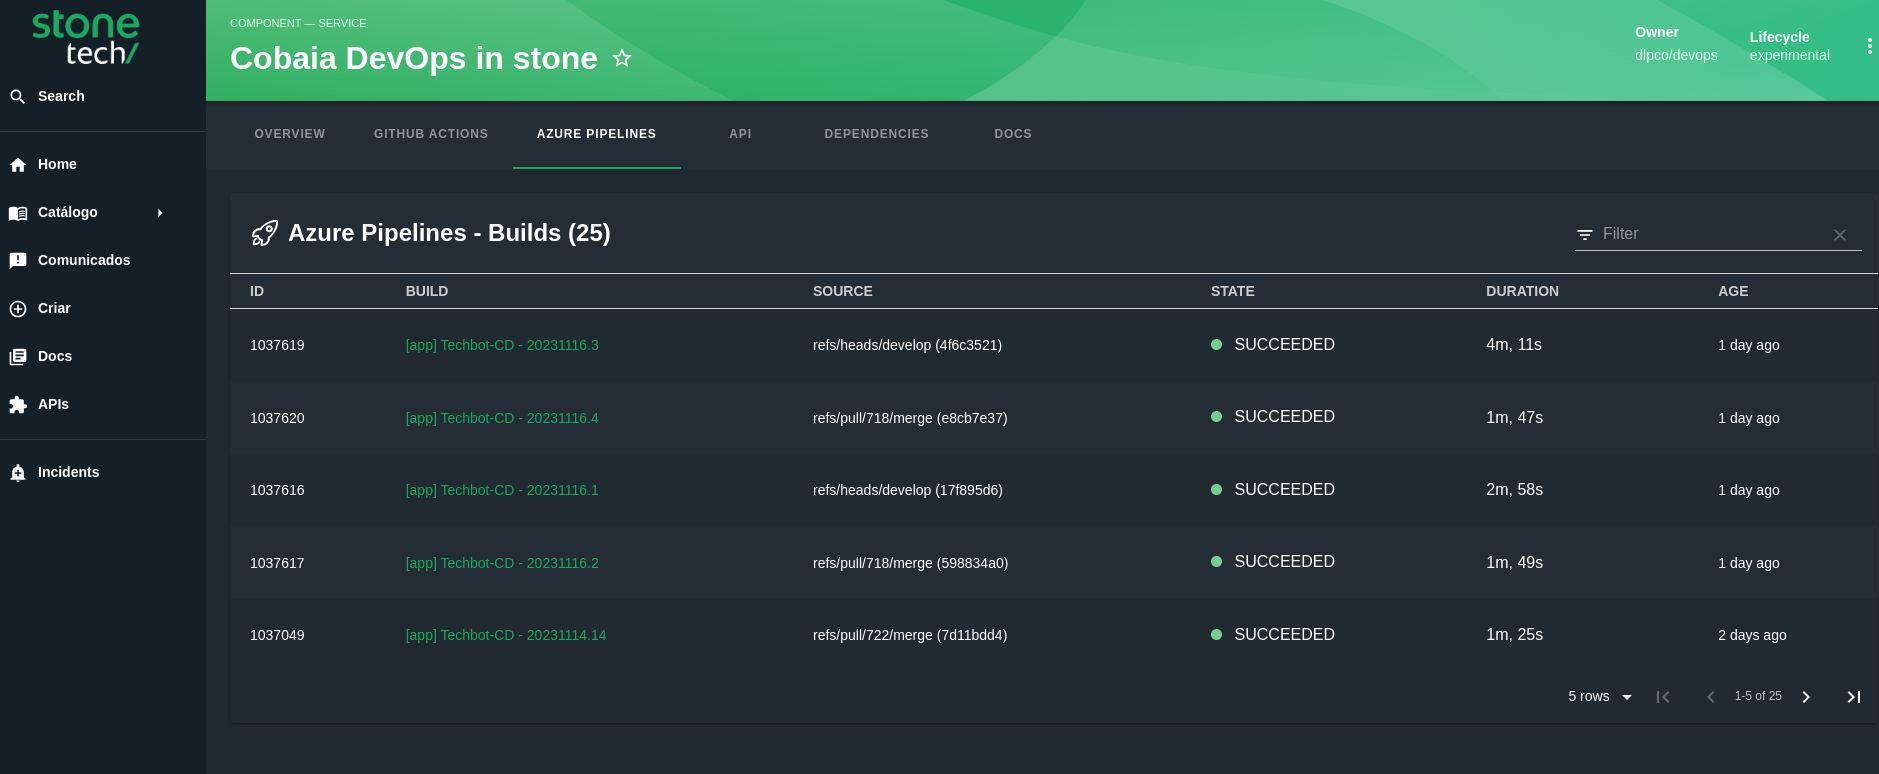 stone
tech/
Search
Home
Catálogo
Comunicados
Criar
Docs
APIs
Incidents
COMPONENT — SERVICE
Cobaia DevOps in stone
Owner
dlpco/devops
Lifecycle
experimental
OVERVIEW GITHUB ACTIONS AZURE PIPELINES API DEPENDENCIES DOCS
Azure Pipelines - Builds (25)
Filter
ID BUILD SOURCE STATE DURATION AGE
1037619 [app] Techbot-CD - 20231116.3 refs/heads/develop (4f6c3521) SUCCEEDED 4m, 11s 1 day ago
1037620 [app] Techbot-CD - 20231116.4 refs/pull/718/merge (e8cb7e37) SUCCEEDED 1m, 47s 1 day ago
1037616 [app] Techbot-CD - 20231116.1 refs/heads/develop (17f895d6) SUCCEEDED 2m, 58s 1 day ago
1037617 [app] Techbot-CD - 20231116.2 refs/pull/718/merge (598834a0) SUCCEEDED 1m, 49s 1 day ago
1037049 [app] Techbot-CD - 20231114.14 refs/pull/722/merge (7d11bdd4) SUCCEEDED 1m, 25s 2 days ago
5 rows 1-5 of 25